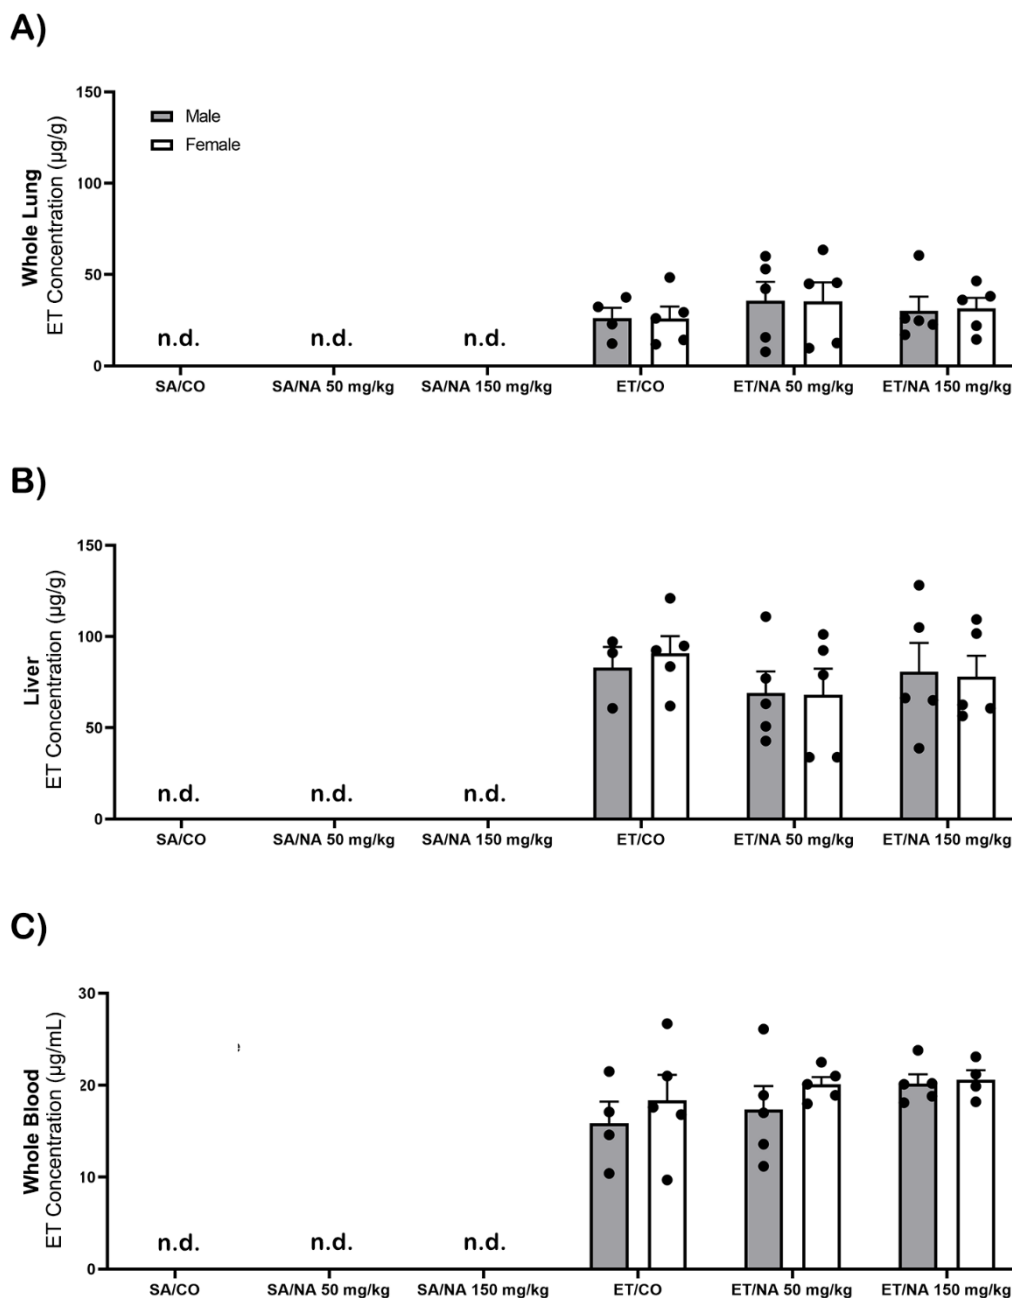 A)
Whole Lung
ET Concentration (µg/g)
150
100
50
0
Male
Female
n.d. n.d. n.d.
SA/CO SA/NA 50 mg/kg SA/NA 150 mg/kg ET/CO ET/NA 50 mg/kg ET/NA 150 mg/kg
B)
Liver
ET Concentration (µg/g)
150
100
50
0
n.d. n.d. n.d.
SA/CO SA/NA 50 mg/kg SA/NA 150 mg/kg ET/CO ET/NA 50 mg/kg ET/NA 150 mg/kg
C)
Whole Blood
ET Concentration (µg/mL)
30
20
10
0
n.d. n.d. n.d.
SA/CO SA/NA 50 mg/kg SA/NA 150 mg/kg ET/CO ET/NA 50 mg/kg ET/NA 150 mg/kg